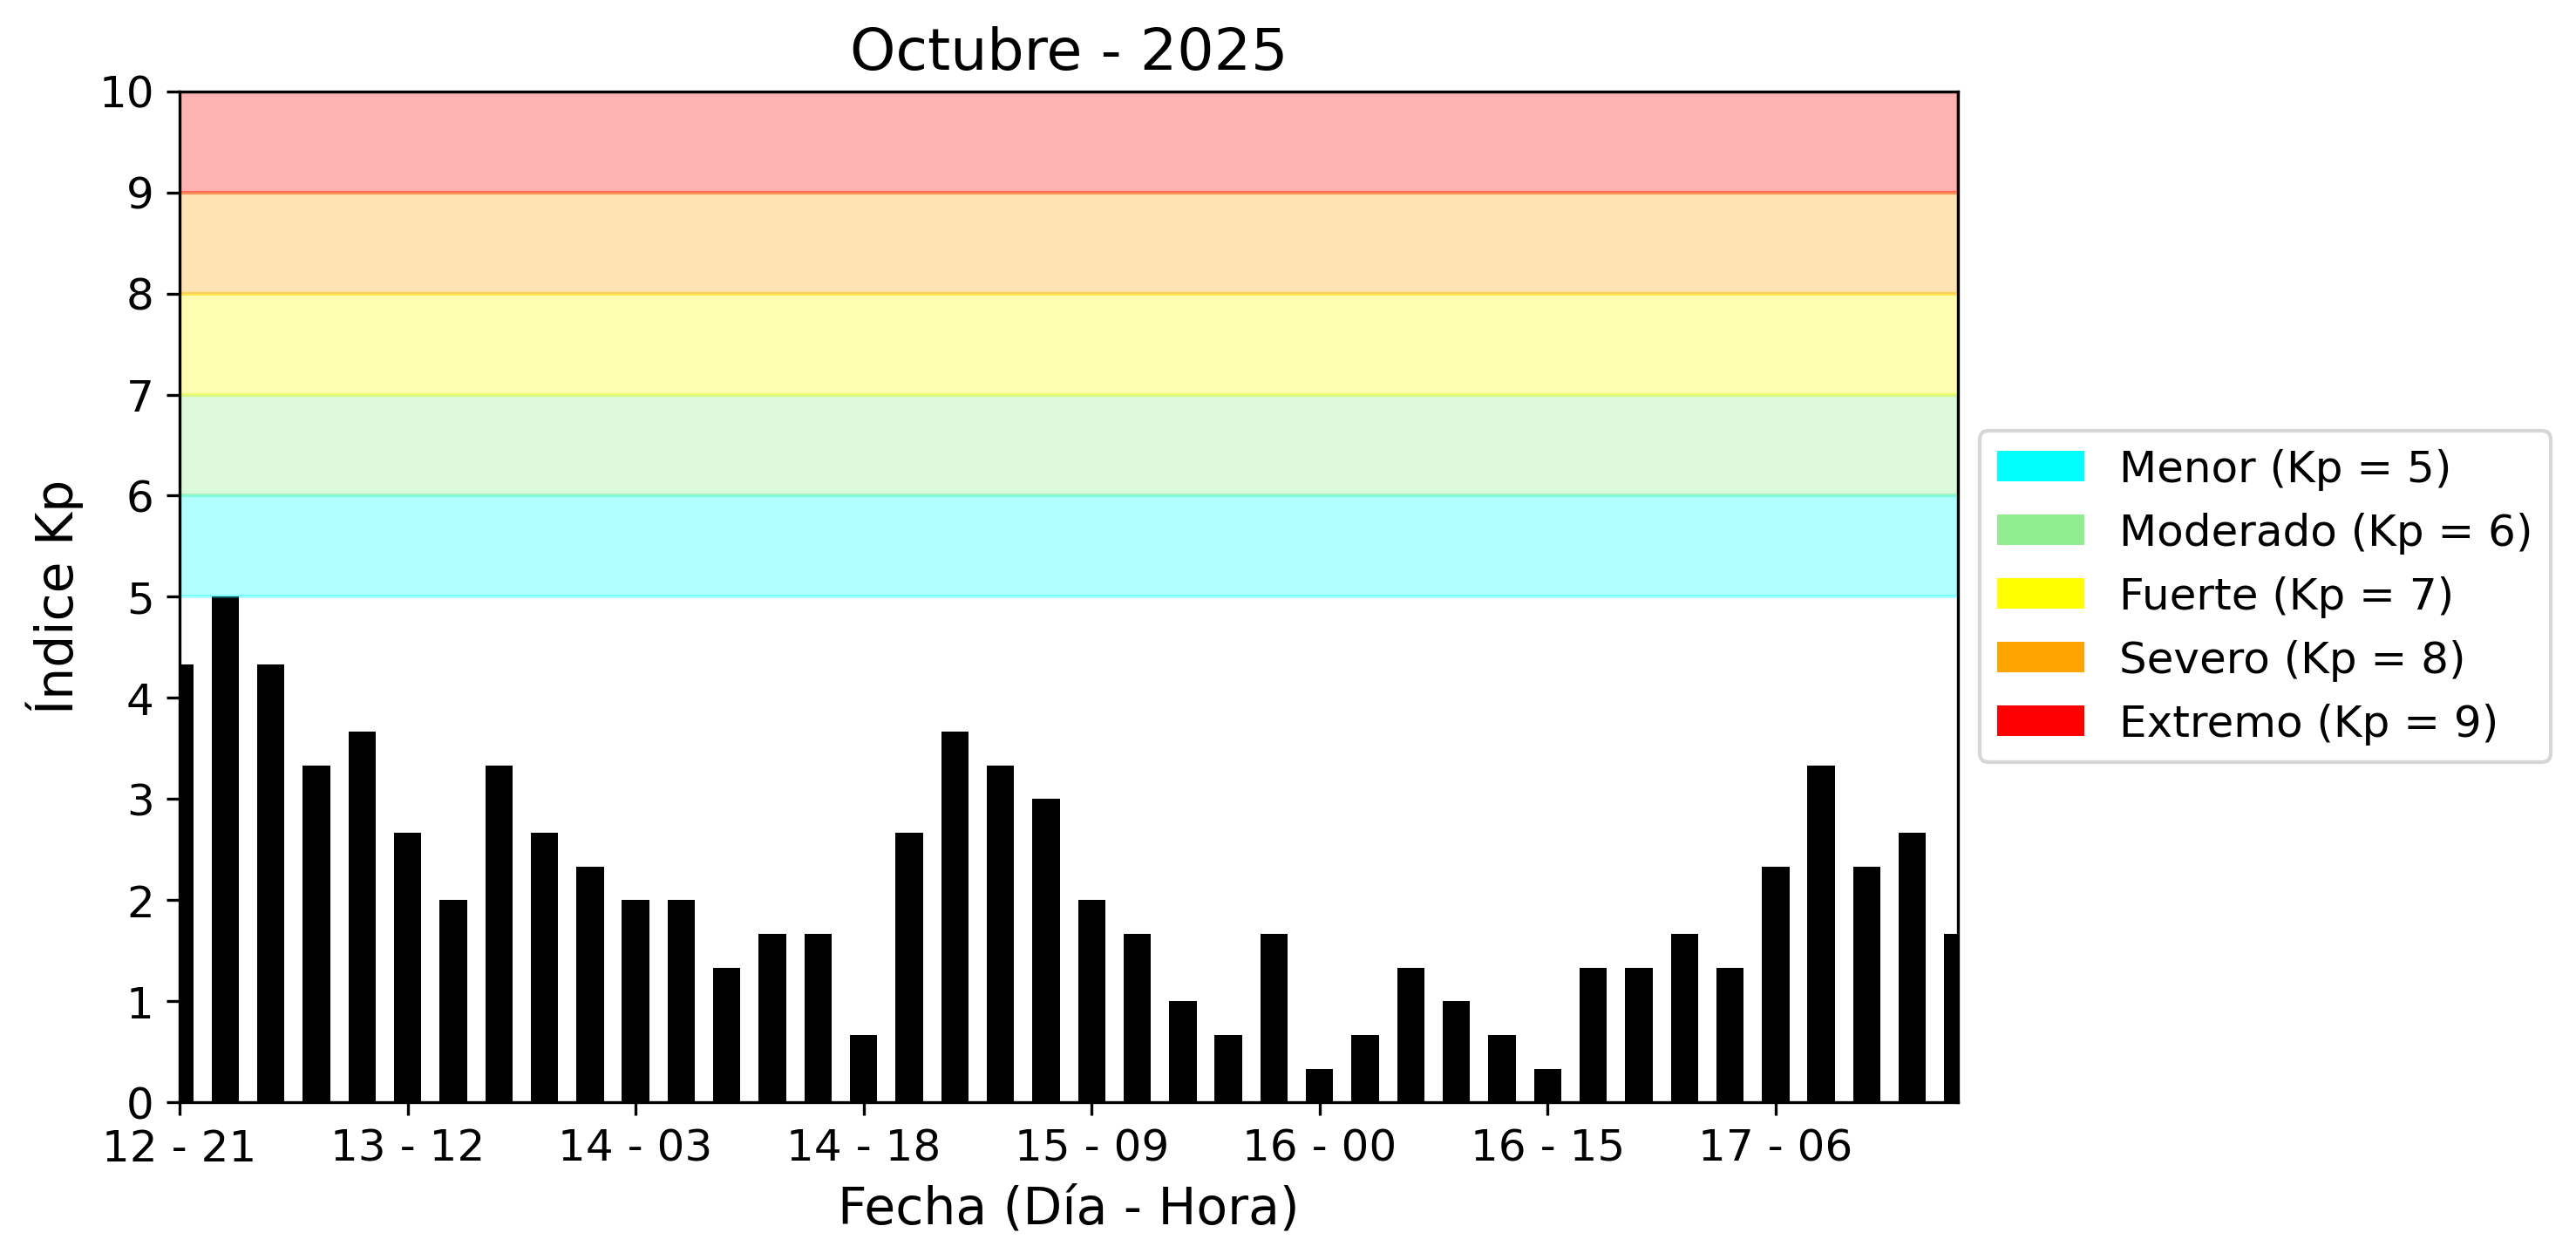 Octubre - 2025
10
9
8
7
6
5
4
3
2
1
0
Índice Kp
12 - 21
13 - 12
14 - 03
14 - 18
15 - 09
16 - 00
16 - 15
17 - 06
Fecha (Día - Hora)
Menor (Kp = 5)
Moderado (Kp = 6)
Fuerte (Kp = 7)
Severo (Kp = 8)
Extremo (Kp = 9)